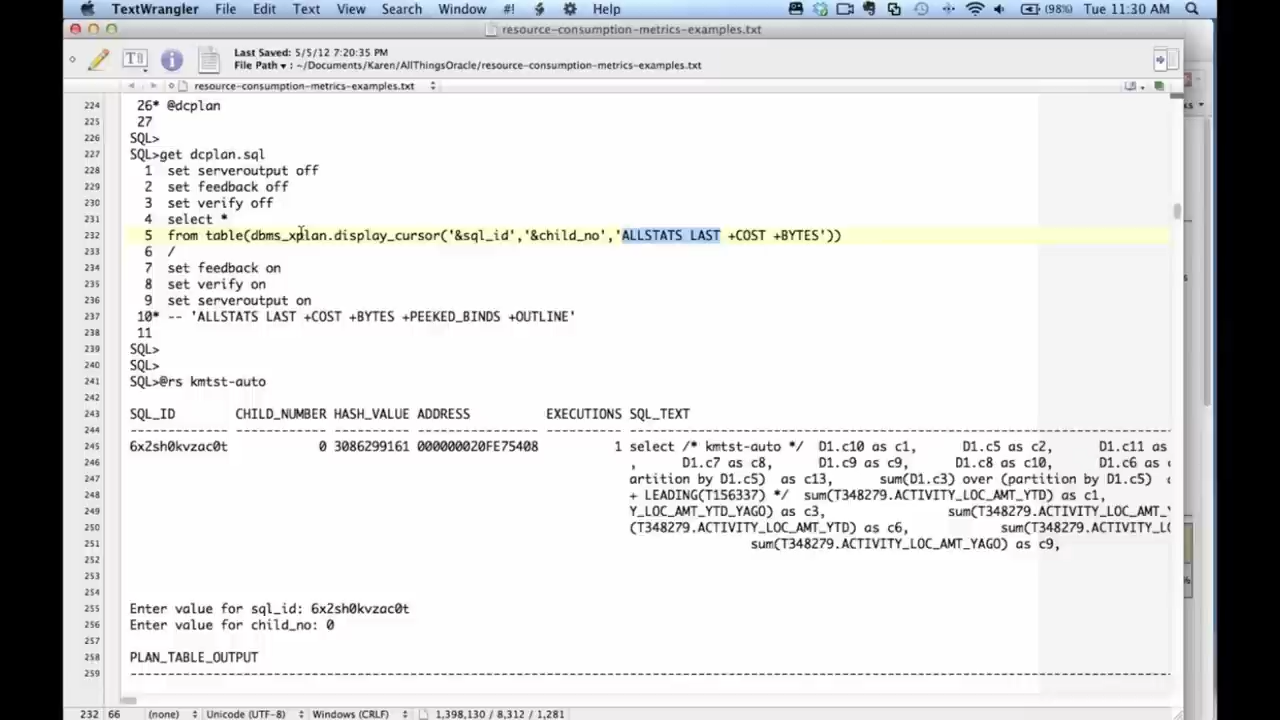 TextWrangler File Edit Text View Search Window #! Help (98%) Tue 11:30 AM
resource-consumption-metrics-examples.txt
Last Saved: 5/5/12 7:20:35 PM
File Path ▾ : ~/Documents/Karen/AllThingsOracle/resource-consumption-metrics-examples.txt
resource-consumption-metrics-examples.txt
224 26* @dcplan
225 27
226 SQL>
227 SQL>get dcplan.sql
228 1 set serveroutput off
229 2 set feedback off
230 3 set verify off
231 4 select *
232 5 from table(dbms_xplan.display_cursor('&sql_id','&child_no','ALLSTATS LAST +COST +BYTES'))
233 6 /
234 7 set feedback on
235 8 set verify on
236 9 set serveroutput on
237 10* -- 'ALLSTATS LAST +COST +BYTES +PEEKED_BINDS +OUTLINE'
238 11
239 SQL>
240 SQL>
241 SQL>@rs kmtst-auto
242
243 SQL_ID CHILD_NUMBER HASH_VALUE ADDRESS EXECUTIONS SQL_TEXT
244 ------------- ------------ ---------- ---------------- ---------- ------------------------------------------------------------
245 6x2sh0kvzac0t 0 3086299161 000000020FE75408 1 select /* kmtst-auto */ D1.c10 as c1, D1.c5 as c2, D1.c11 as
246 , D1.c7 as c8, D1.c9 as c9, D1.c8 as c10, D1.c6 as c
247 artition by D1.c5) as c13, sum(D1.c3) over (partition by D1.c5)
248 + LEADING(T156337) */ sum(T348279.ACTIVITY_LOC_AMT_YTD) as c1,
249 Y_LOC_AMT_YTD_YAGO) as c3, sum(T348279.ACTIVITY_LOC_AMT_Y
250 (T348279.ACTIVITY_LOC_AMT_YTD) as c6, sum(T348279.ACTIVITY_LOC
251 sum(T348279.ACTIVITY_LOC_AMT_YAGO) as c9,
252
253
254
255 Enter value for sql_id: 6x2sh0kvzac0t
256 Enter value for child_no: 0
257
258 PLAN_TABLE_OUTPUT
259 ----------------------------------------------------------------------------------------------------
232 66 (none) Unicode (UTF-8) Windows (CRLF) 1,398,130 / 8,312 / 1,281